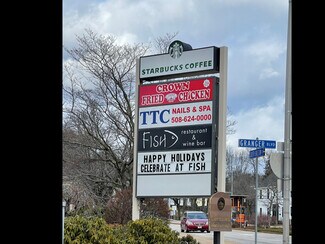 STARBUCKS COFFEE
CROWN
FRIED CHICKEN
TTC NAILS & SPA
508-624-0000
Fish restaurant &
wine bar
HAPPY HOLIDAYS
CELEBRATE AT FISH
GRANGER BLVD